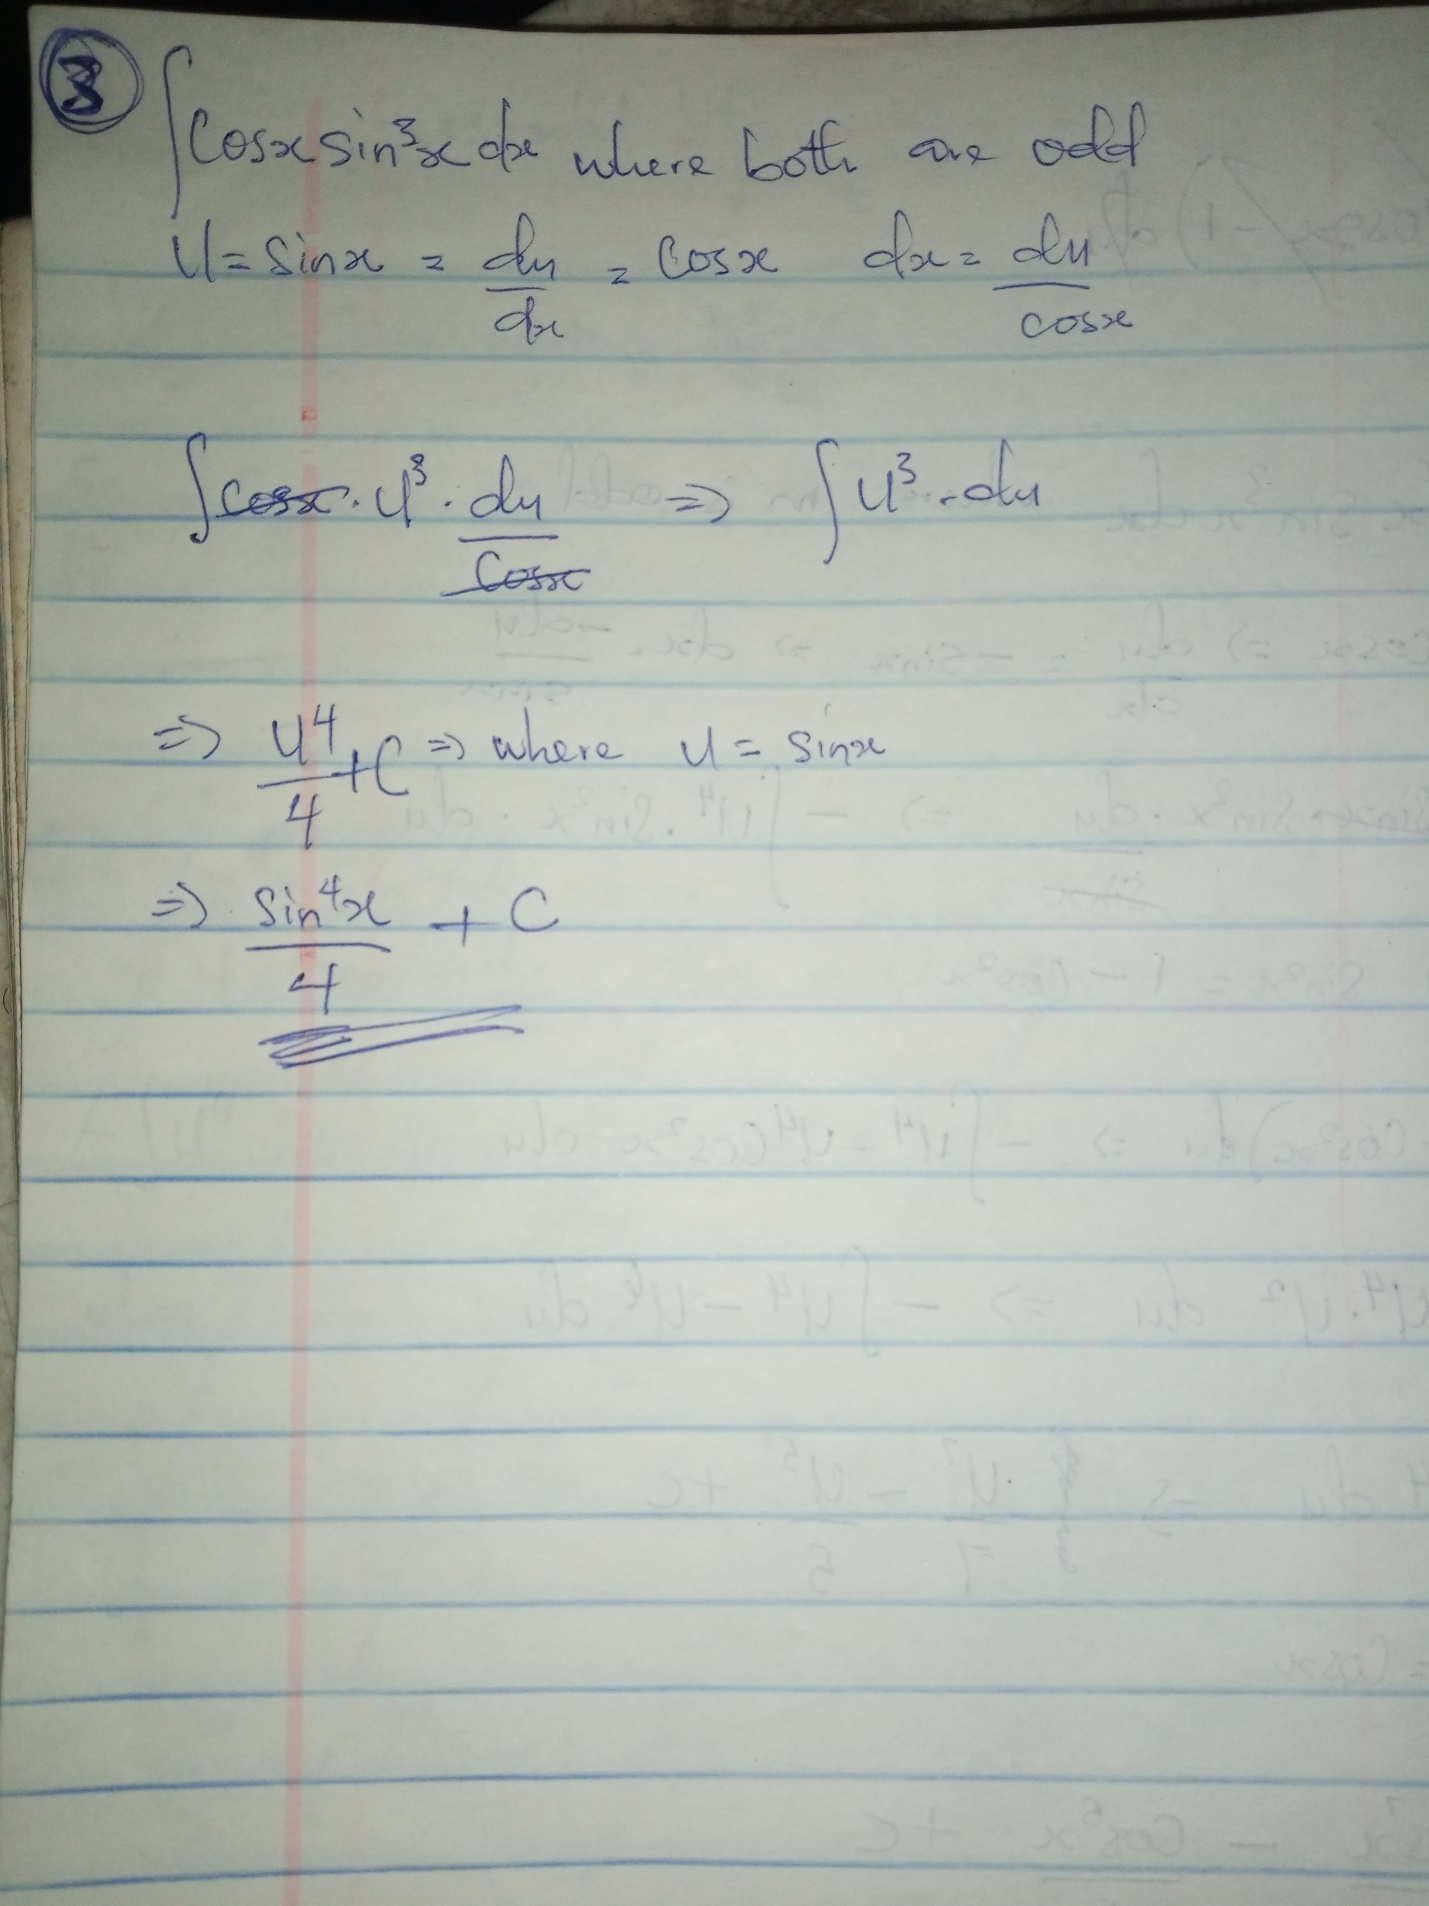 ③ ∫cosx sin³x dx where both are odd
U = sinx = du/dx = cosx dx = du/cosx
∫cosx · u³ · du/cosx => ∫u³ · du
=> u⁴/4 + C => where u = sinx
=> sin⁴x/4 + C